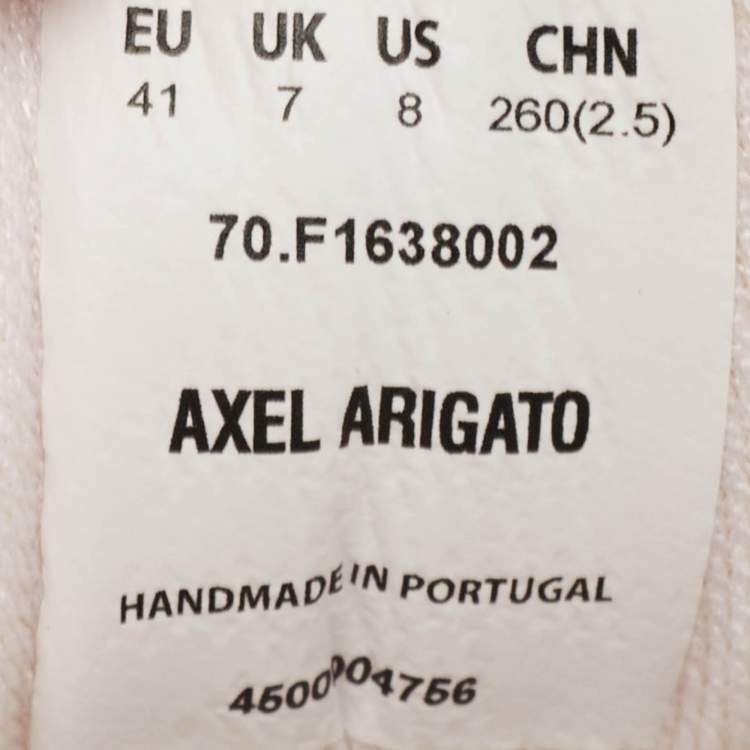 EU UK US CHN
41 7 8 260(2.5)
70.F1638002
AXEL ARIGATO
HANDMADE IN PORTUGAL
4500004756